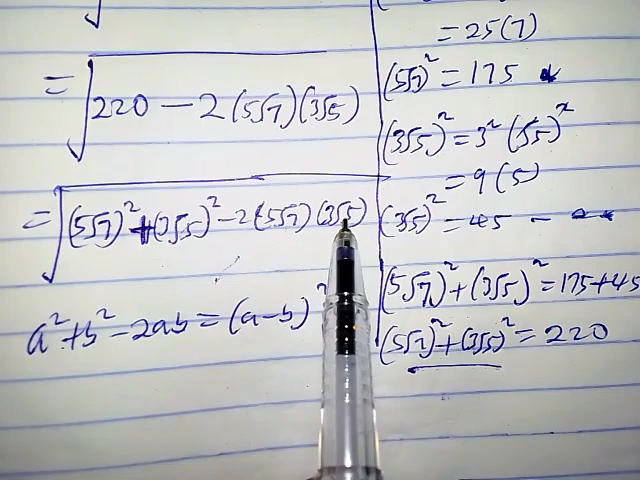 = √220 − 2(5√7)(3√5)
= √(5√7)² + (3√5)² − 2(5√7)(3√5)
a² + b² − 2ab = (a − b)²
= 25(7)
(5√7)² = 175
(3√5)² = 3²(√5)²
= 9(5)
(3√5)² = 45
(5√7)² + (3√5)² = 175 + 45
(5√7)² + (3√5)² = 220